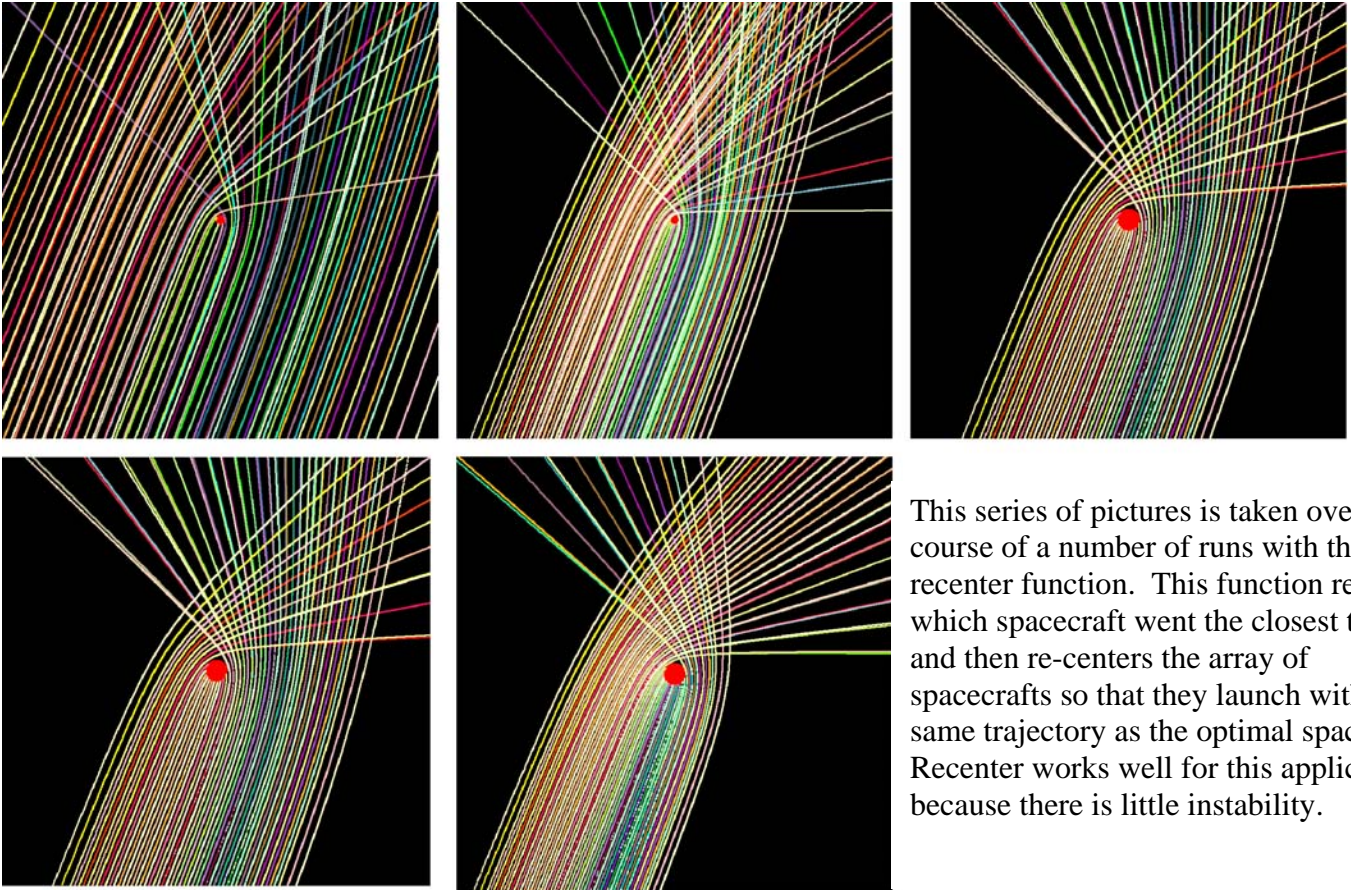 This series of pictures is taken ove
course of a number of runs with th
recenter function. This function re
which spacecraft went the closest t
and then re-centers the array of
spacecrafts so that they launch wit
same trajectory as the optimal spac
Recenter works well for this applic
because there is little instability.